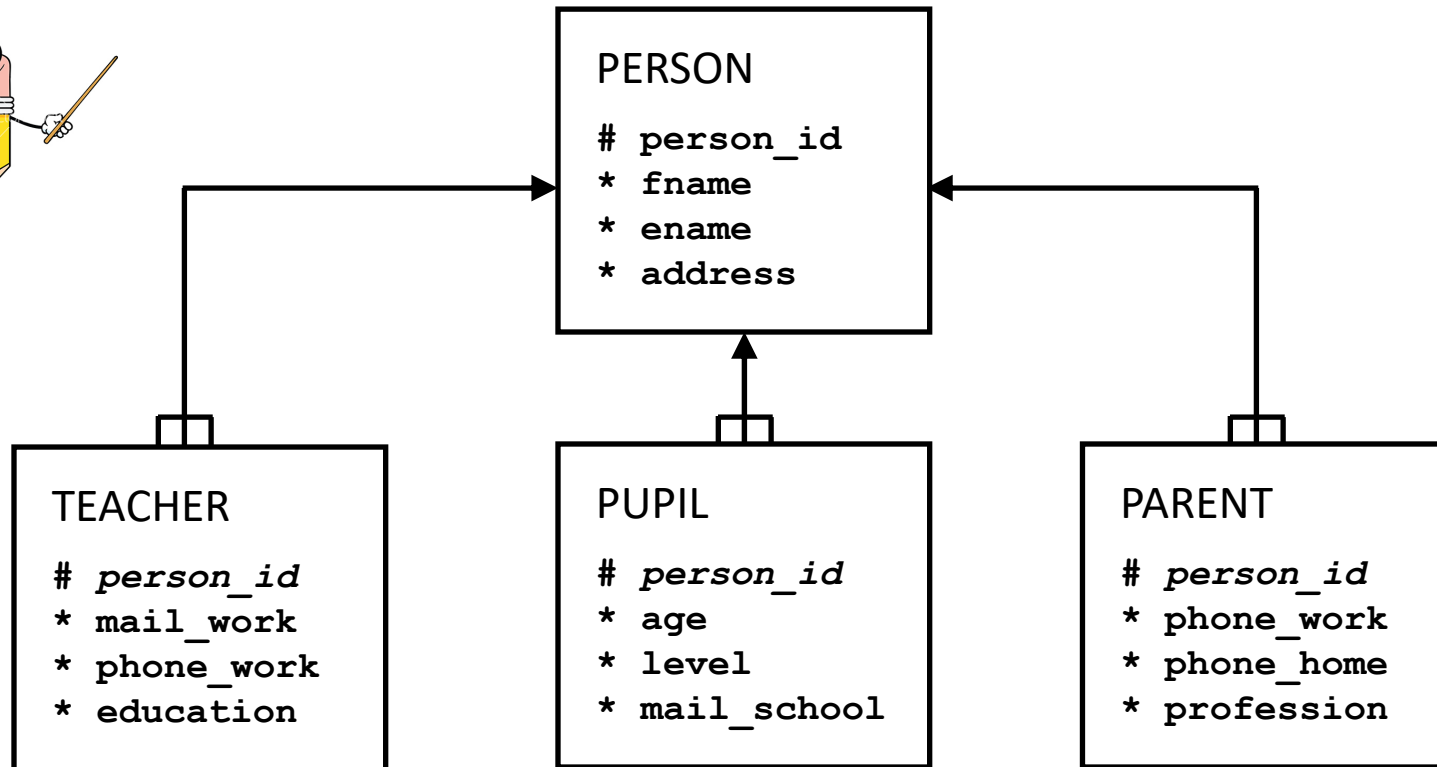 PERSON
# person_id
* fname
* ename
* address
TEACHER
# person_id
* mail_work
* phone_work
* education
PUPIL
# person_id
* age
* level
* mail_school
PARENT
# person_id
* phone_work
* phone_home
* profession